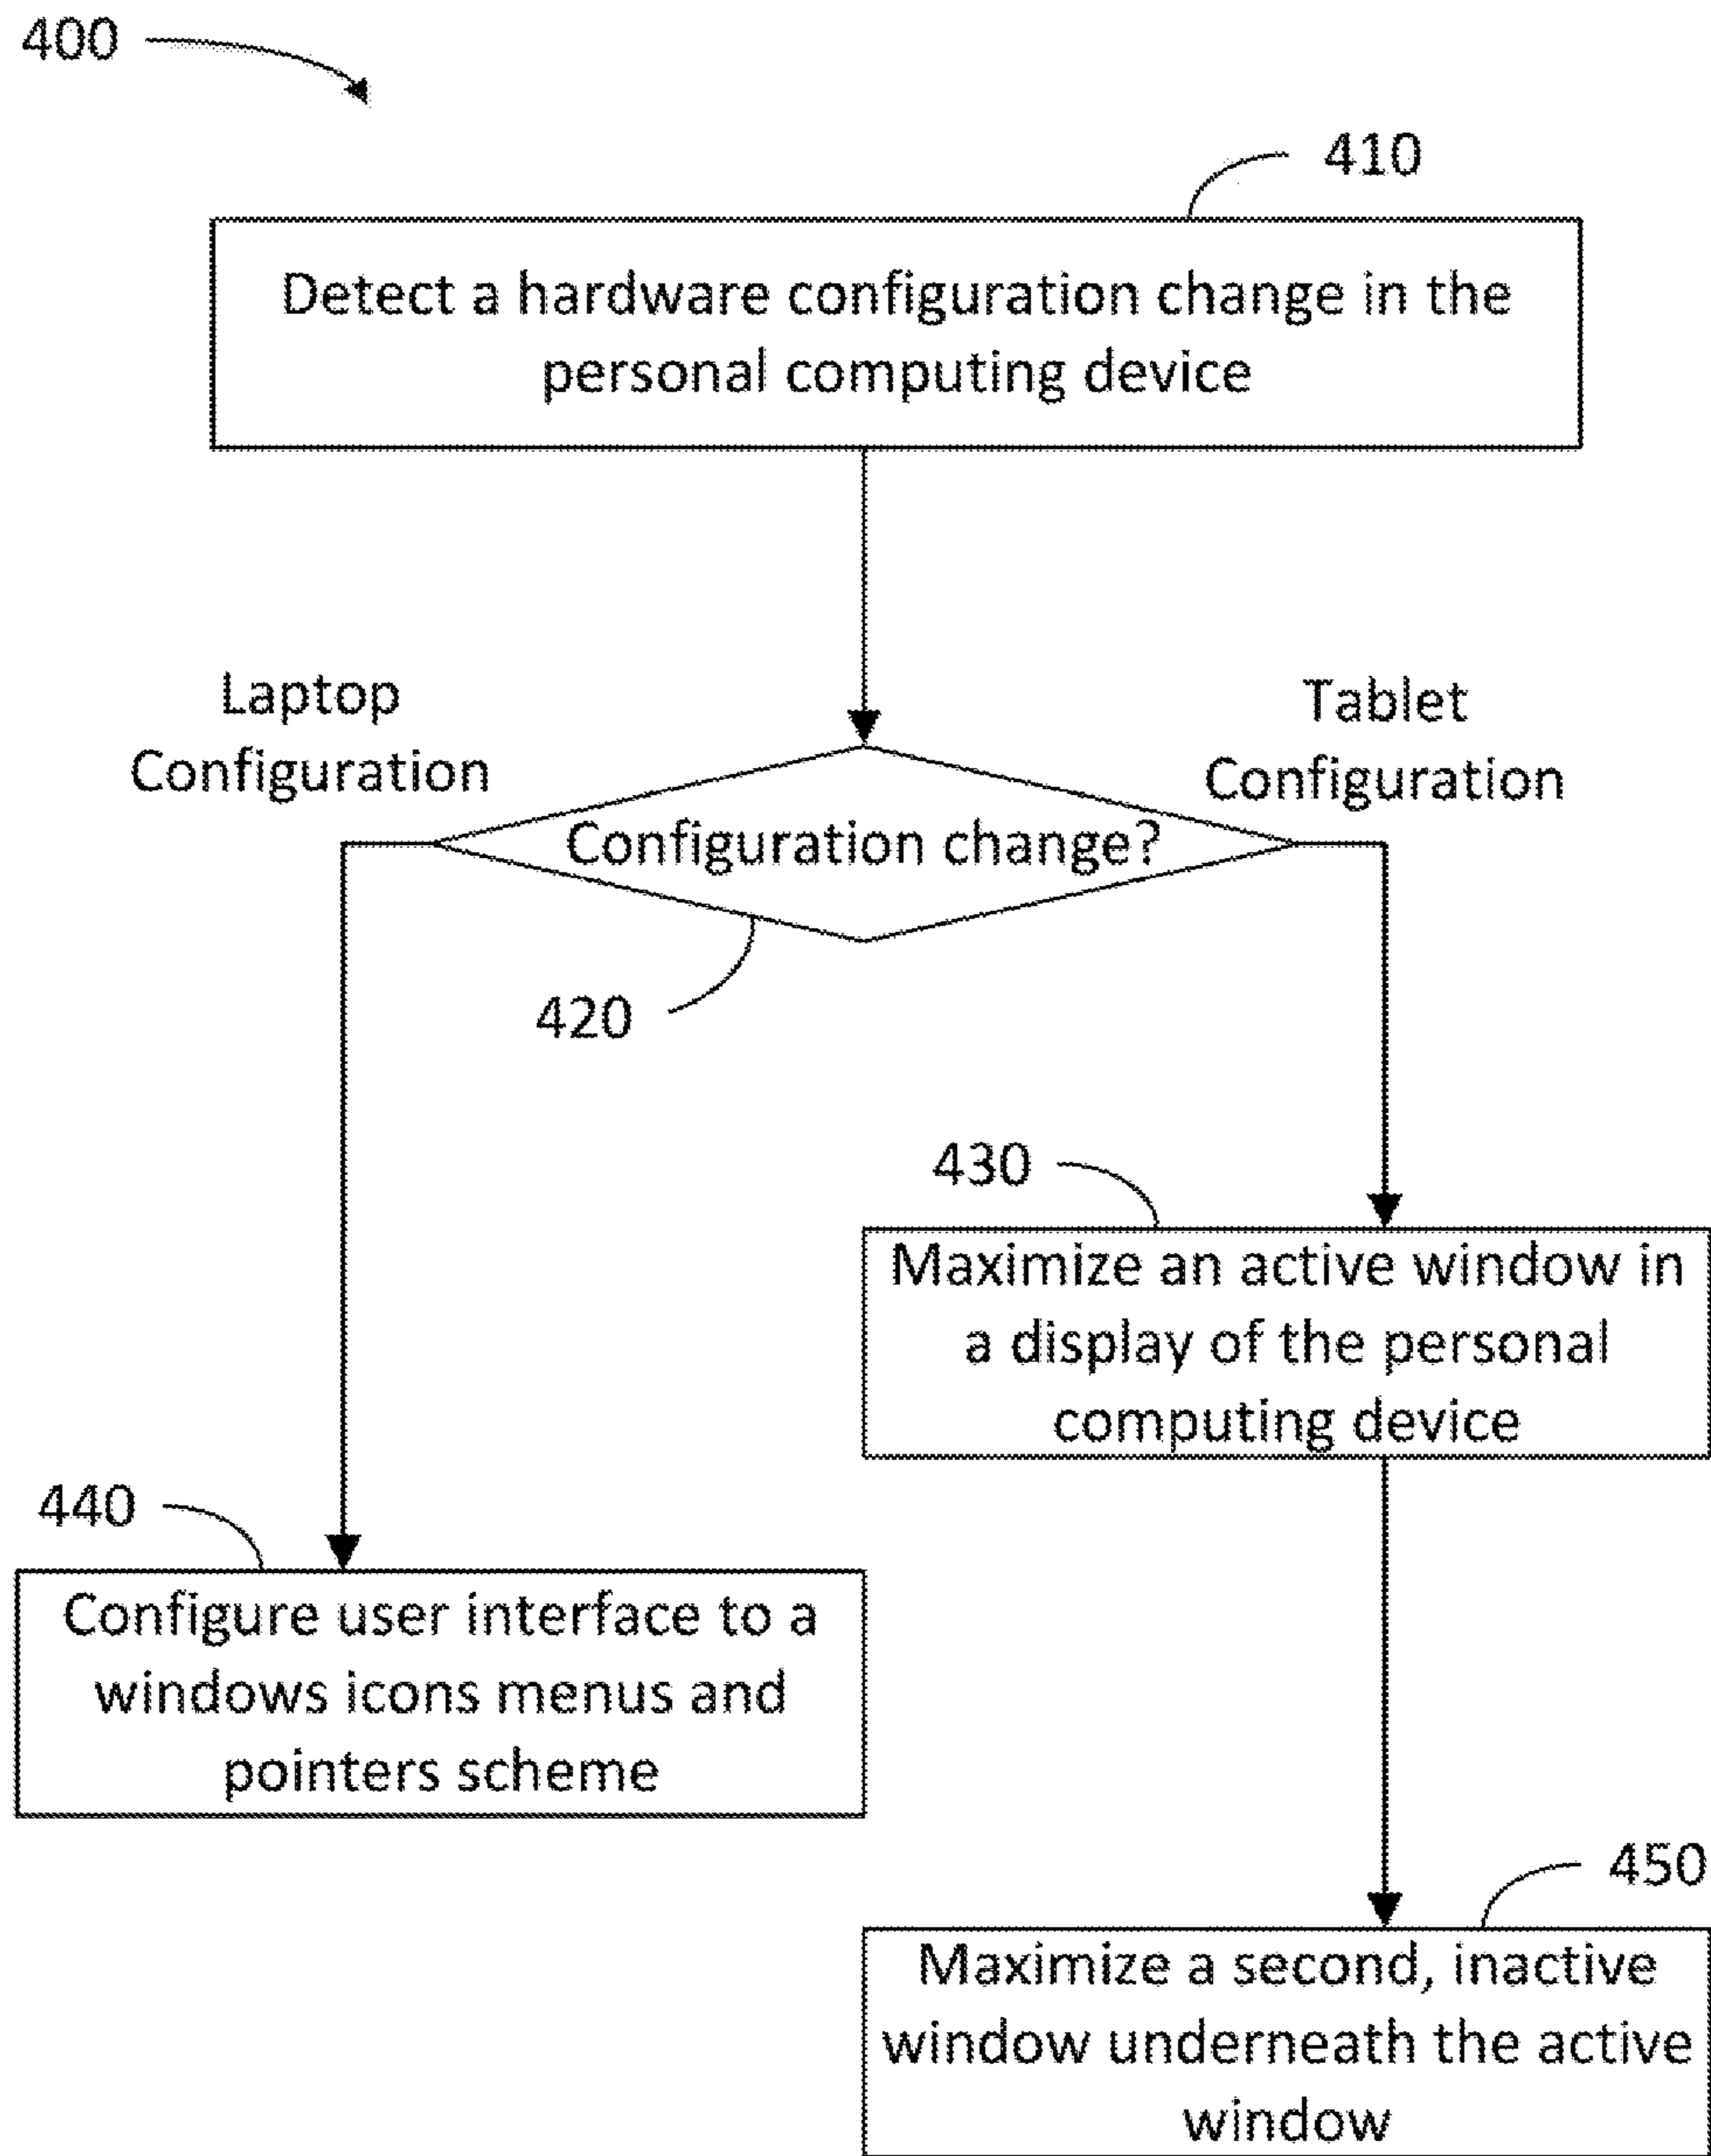 400
410
Detect a hardware configuration change in the
personal computing device
Laptop
Configuration
Tablet
Configuration
Configuration change?
420
430
Maximize an active window in
a display of the personal
computing device
440
Configure user interface to a
windows icons menus and
pointers scheme
450
Maximize a second, inactive
window underneath the active
window